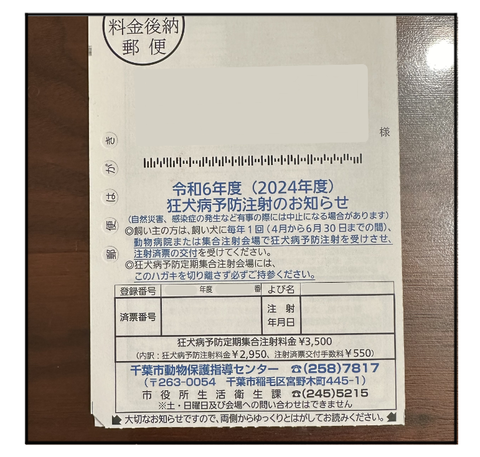 料金後納
郵便
郵便はがき
様
令和6年度（2024年度）
狂犬病予防注射のお知らせ
（自然災害、感染症の発生など有事の際には中止になる場合があります）
◎飼い主の方は、飼い犬に毎年1回（4月から6月30日までの間）、
動物病院または集合注射会場で狂犬病予防注射を受けさせ、
注射済票の交付を受けてください。
◎狂犬病予防定期集合注射会場には、
このハガキを切り離さず必ずご持参ください。
登録番号 年度 番 よび名
済票番号 注射年月日
狂犬病予防定期集合注射料金￥3,500
（内訳：狂犬病予防注射料金￥2,950、注射済票交付手数料￥550）
千葉市動物保護指導センター ☎(258)7817
（〒263-0054 千葉市稲毛区宮野木町445-1）
市役所生活衛生課 ☎(245)5215
※土・日曜日及び会場への問い合わせはできません
大切なお知らせですので、両側からゆっくりとはがしてお読みください。